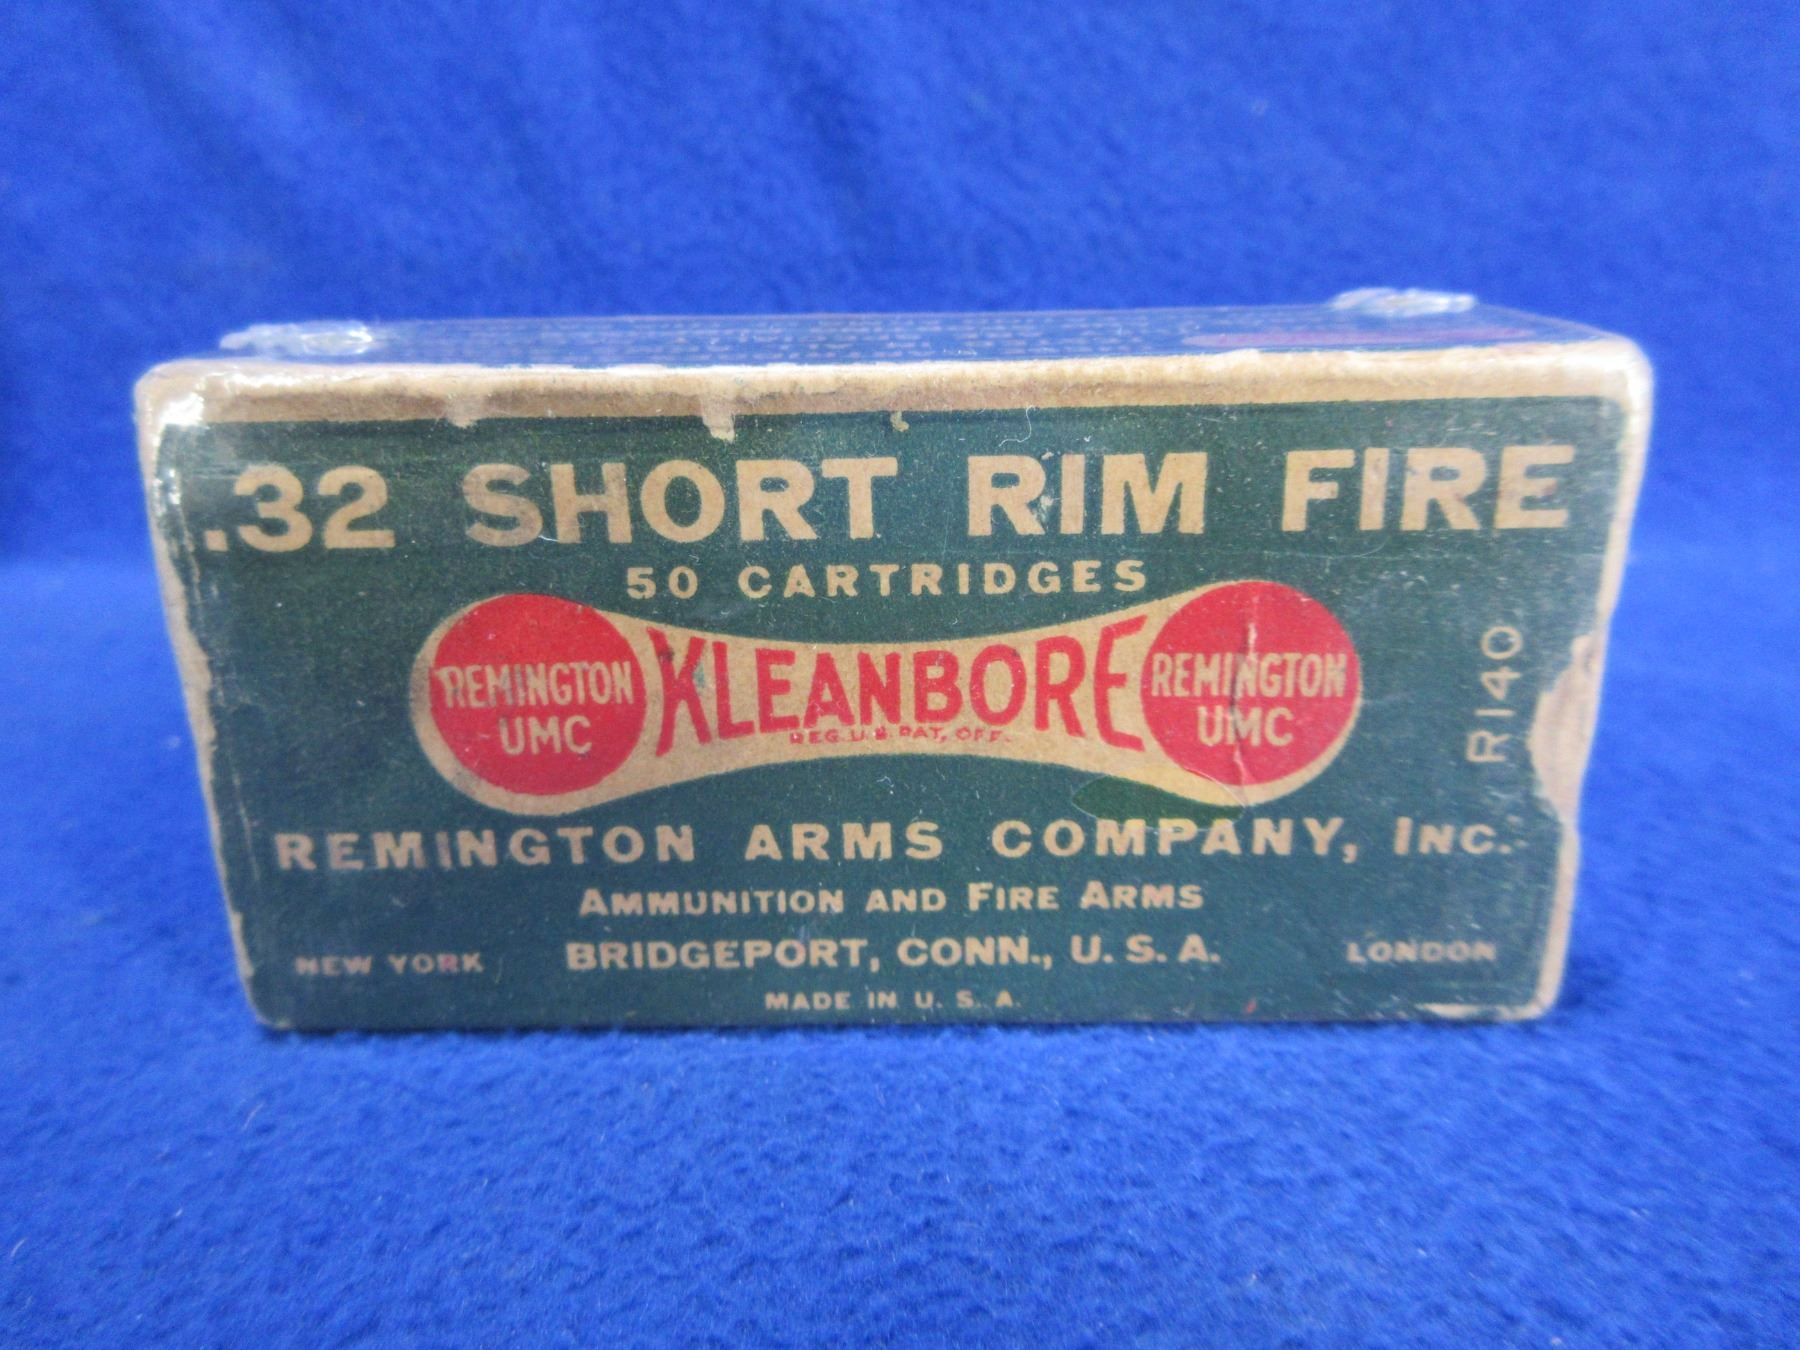 .32 SHORT RIM FIRE
50 CARTRIDGES
REMINGTON
UMC
KLEANBORE
REG. U.S. PAT. OFF.
REMINGTON
UMC
R140
REMINGTON ARMS COMPANY, INC.
AMMUNITION AND FIRE ARMS
NEW YORK BRIDGEPORT, CONN., U. S. A. LONDON
MADE IN U. S. A.